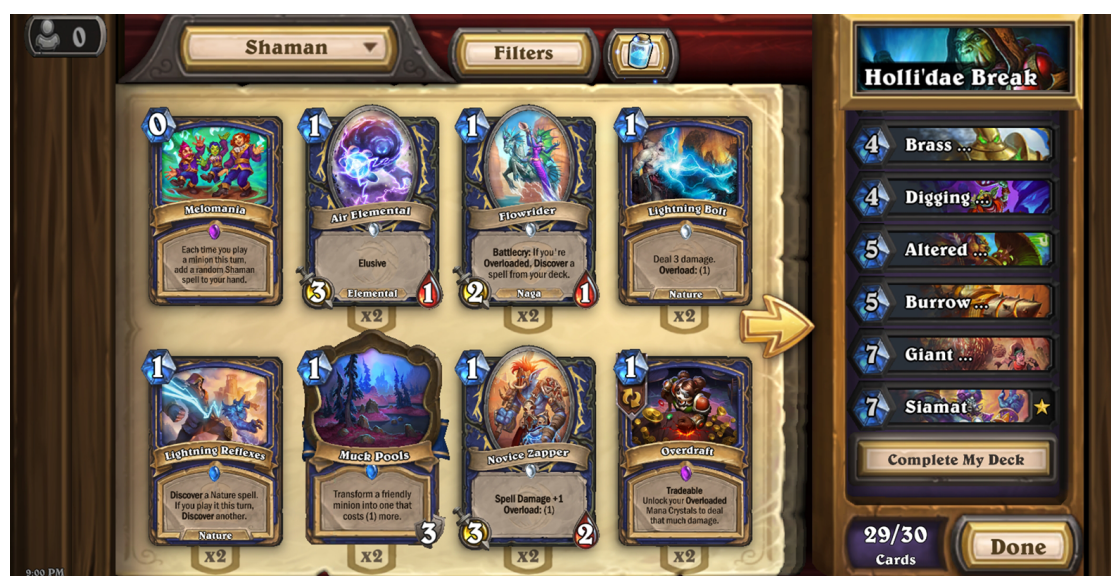 0
Shaman
Filters
Holli'dae Break
0
Melomania
Each time you play
a minion this turn,
add a random Shaman
spell to your hand.
1
Air Elemental
Elusive
3
Elemental
1
x2
1
Flowrider
Battlecry: If you're
Overloaded, Discover a
spell from your deck.
2
Naga
1
x2
1
Lightning Bolt
Deal 3 damage.
Overload: (1)
Nature
x2
1
Lightning Reflexes
Discover a Nature spell.
If you play it this turn,
Discover another.
Nature
x2
1
Muck Pools
Transform a friendly
minion into one that
costs (1) more.
3
x2
1
Novice Zapper
Spell Damage +1
Overload: (1)
3
2
x2
1
Overdraft
Tradeable
Unlock your Overloaded
Mana Crystals to deal
that much damage.
x2
4 Brass ...
4 Digging ...
5 Altered ...
5 Burrow ...
7 Giant ...
7 Siamat
Complete My Deck
29/30
Cards
Done
9:00 PM